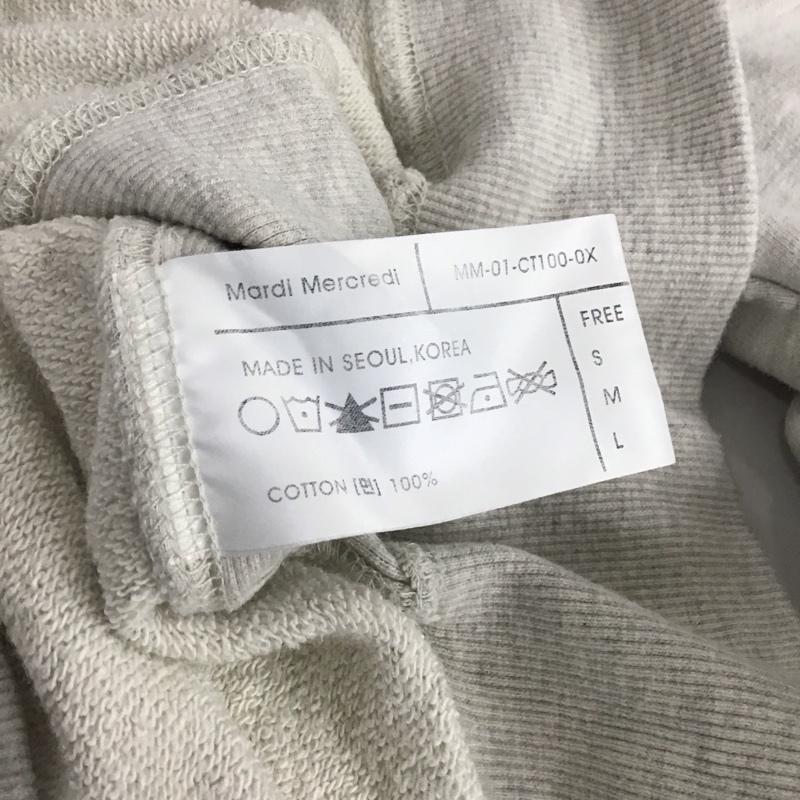 Mardi Mercredi
MM-01-CT100-0X
MADE IN SEOUL,KOREA
COTTON [면] 100%
FREE
S
M
L